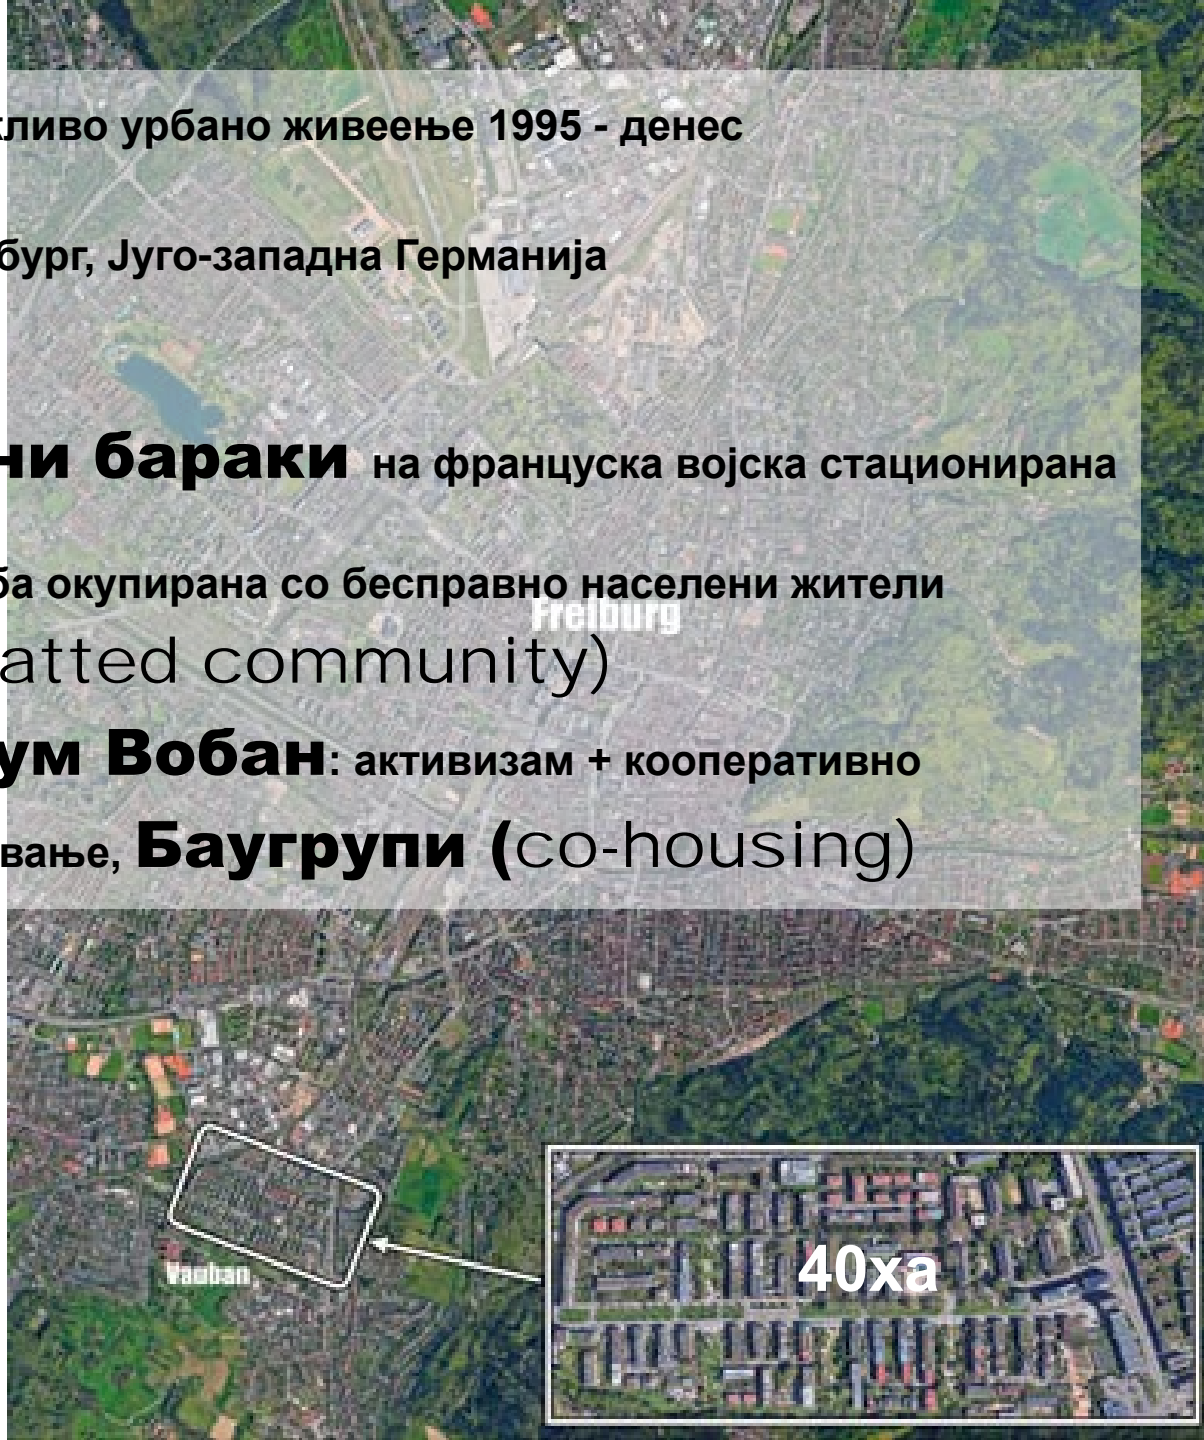 кливо урбано живеење 1995 - денес
бург, Југо-западна Германија
ни бараки на француска војска стационирана
ба окупирана со бесправно населени жители
Freiburg
atted community)
ум Вобан: активизам + кооперативно
вање, Баугрупи (co-housing)
Vauban
40ха